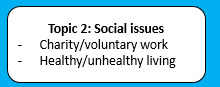 Topic 2: Social issues
- Charity/voluntary work
- Healthy/unhealthy living